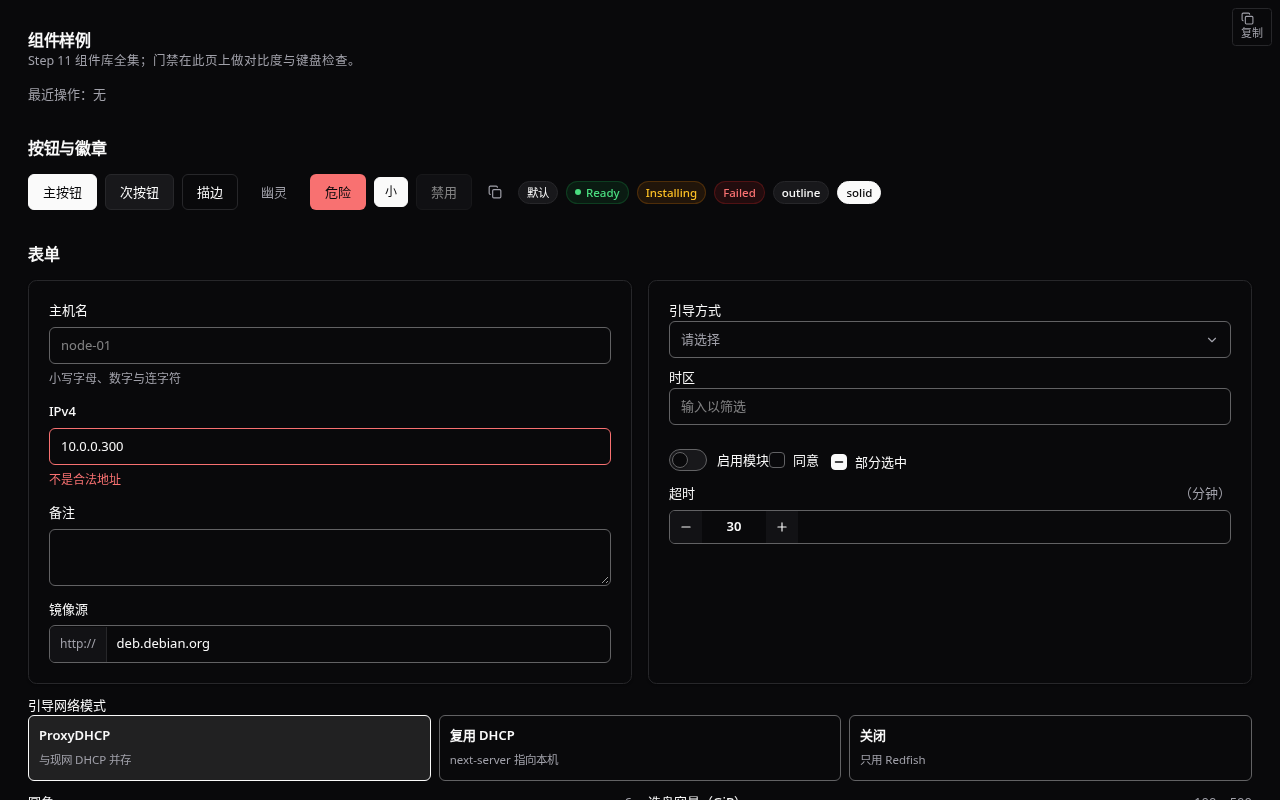 复制
组件样例
Step 11 组件库全集；门禁在此页上做对比度与键盘检查。
最近操作：无
按钮与徽章
主按钮 次按钮 描边 幽灵 危险 小 禁用 默认 Ready Installing Failed outline solid
表单
主机名
node-01
小写字母、数字与连字符
IPv4
10.0.0.300
不是合法地址
备注
镜像源
http:// deb.debian.org
引导方式
请选择
时区
输入以筛选
启用模块 同意 部分选中
超时 （分钟）
30
引导网络模式
ProxyDHCP
与现网 DHCP 并存
复用 DHCP
next-server 指向本机
关闭
只用 Redfish